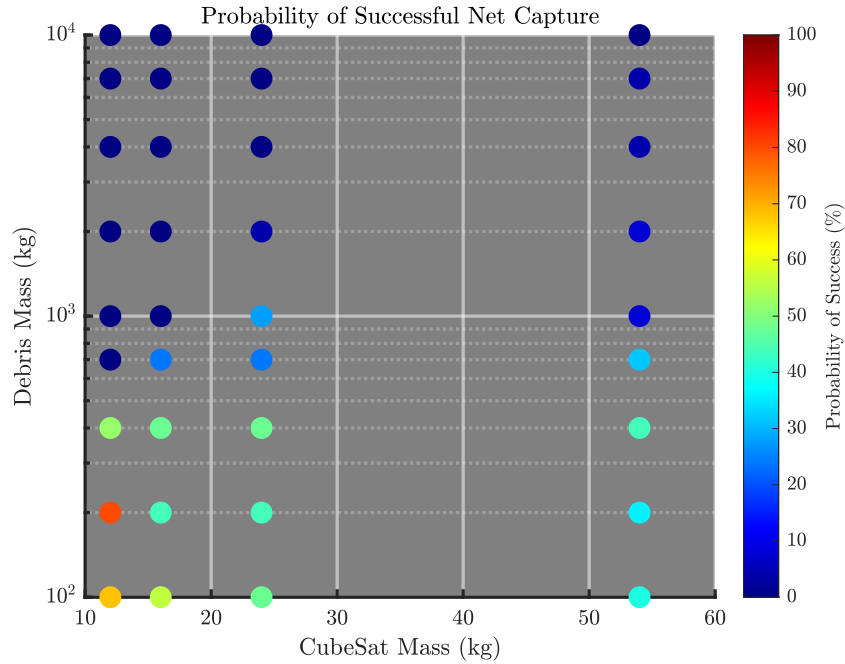 Probability of Successful Net Capture
10^4
10^3
10^2
Debris Mass (kg)
10 20 30 40 50 60
CubeSat Mass (kg)
100
90
80
70
60
50
40
30
20
10
0
Probability of Success (%)